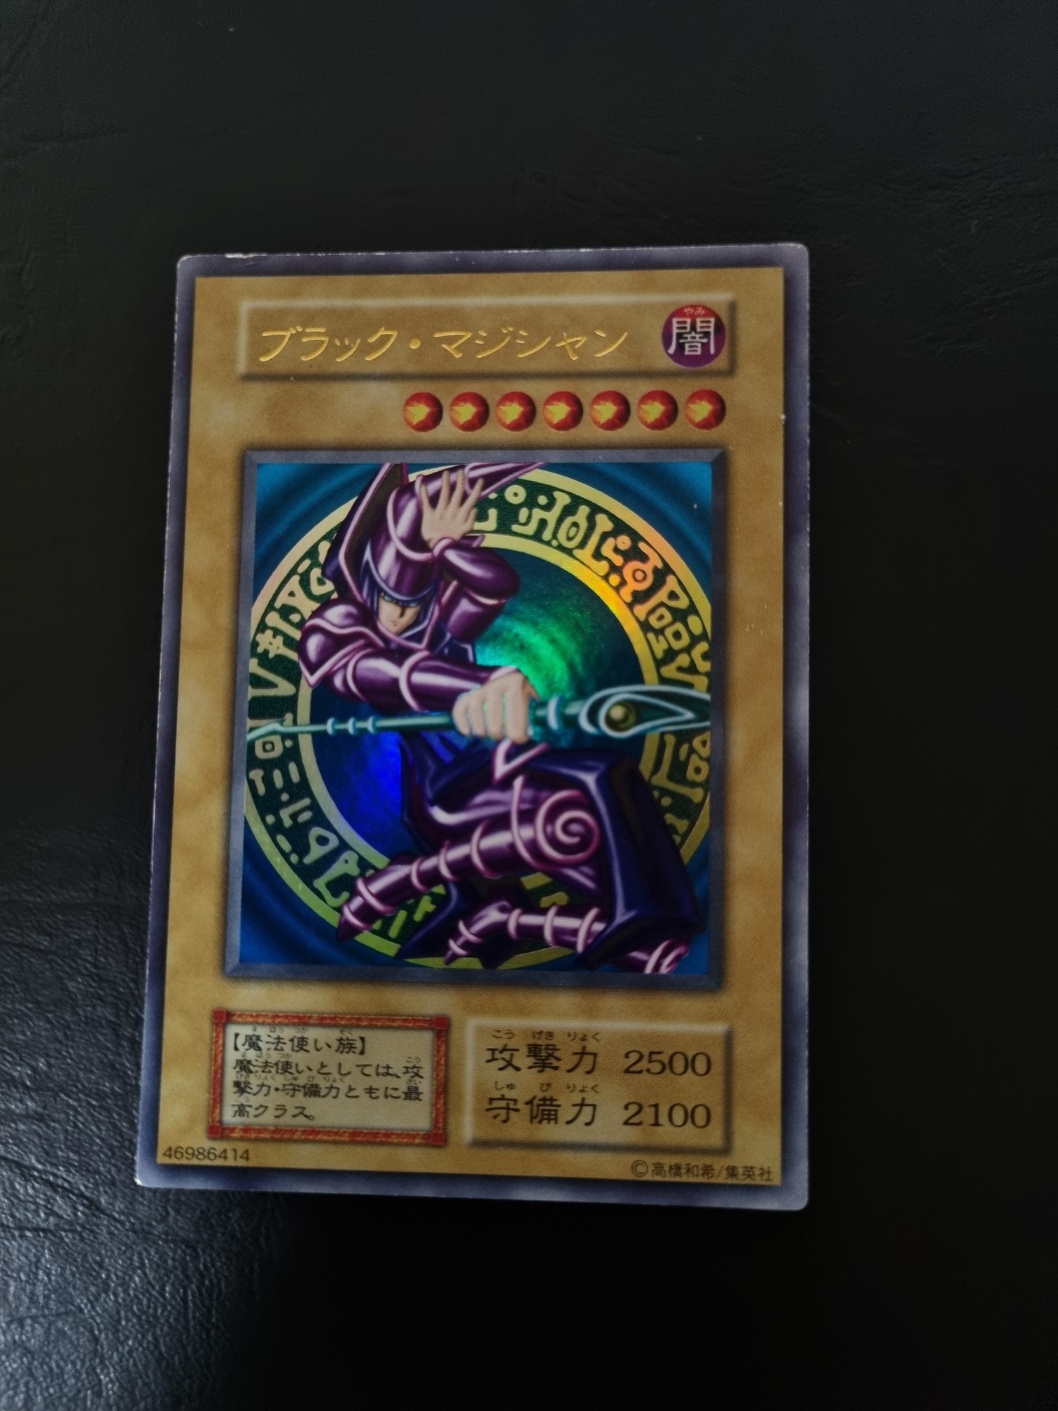 ブラック・マジシャン
やみ
闇
【魔法使い族】
魔法使いとしては、攻
撃力・守備力ともに最
高クラス。
こうげきりょく
攻撃力 2500
しゅびりょく
守備力 2100
46986414
©高橋和希/集英社